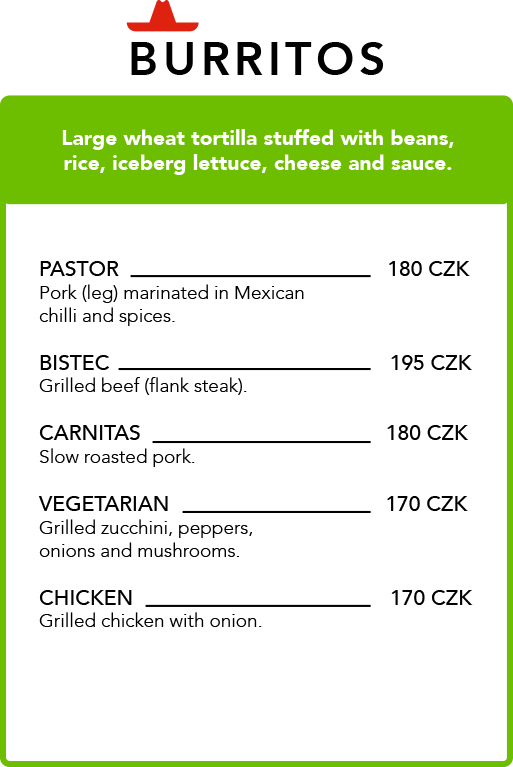 BURRITOS
Large wheat tortilla stuffed with beans,
rice, iceberg lettuce, cheese and sauce.
PASTOR 180 CZK
Pork (leg) marinated in Mexican
chilli and spices.
BISTEC 195 CZK
Grilled beef (flank steak).
CARNITAS 180 CZK
Slow roasted pork.
VEGETARIAN 170 CZK
Grilled zucchini, peppers,
onions and mushrooms.
CHICKEN 170 CZK
Grilled chicken with onion.